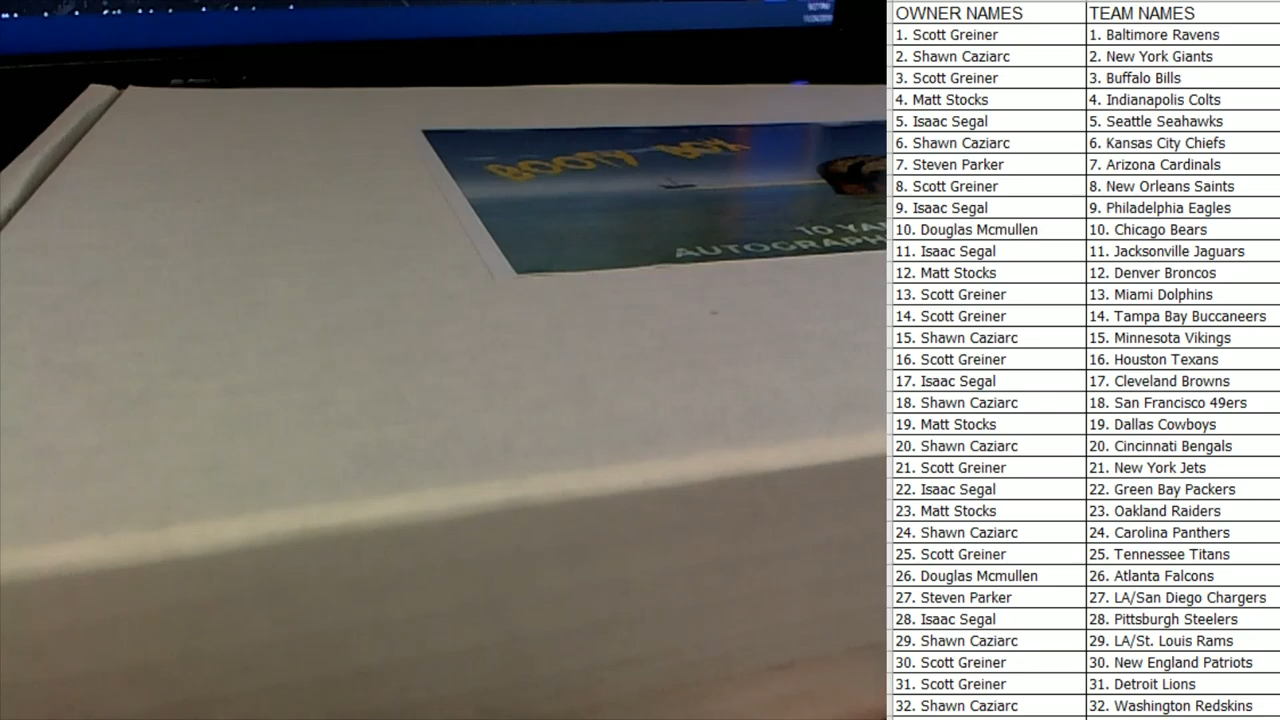 BOOTY BOX
10 YA
AUTOGRAPH
OWNER NAMES TEAM NAMES
1. Scott Greiner 1. Baltimore Ravens
2. Shawn Caziarc 2. New York Giants
3. Scott Greiner 3. Buffalo Bills
4. Matt Stocks 4. Indianapolis Colts
5. Isaac Segal 5. Seattle Seahawks
6. Shawn Caziarc 6. Kansas City Chiefs
7. Steven Parker 7. Arizona Cardinals
8. Scott Greiner 8. New Orleans Saints
9. Isaac Segal 9. Philadelphia Eagles
10. Douglas Mcmullen 10. Chicago Bears
11. Isaac Segal 11. Jacksonville Jaguars
12. Matt Stocks 12. Denver Broncos
13. Scott Greiner 13. Miami Dolphins
14. Scott Greiner 14. Tampa Bay Buccaneers
15. Shawn Caziarc 15. Minnesota Vikings
16. Scott Greiner 16. Houston Texans
17. Isaac Segal 17. Cleveland Browns
18. Shawn Caziarc 18. San Francisco 49ers
19. Matt Stocks 19. Dallas Cowboys
20. Shawn Caziarc 20. Cincinnati Bengals
21. Scott Greiner 21. New York Jets
22. Isaac Segal 22. Green Bay Packers
23. Matt Stocks 23. Oakland Raiders
24. Shawn Caziarc 24. Carolina Panthers
25. Scott Greiner 25. Tennessee Titans
26. Douglas Mcmullen 26. Atlanta Falcons
27. Steven Parker 27. LA/San Diego Chargers
28. Isaac Segal 28. Pittsburgh Steelers
29. Shawn Caziarc 29. LA/St. Louis Rams
30. Scott Greiner 30. New England Patriots
31. Scott Greiner 31. Detroit Lions
32. Shawn Caziarc 32. Washington Redskins